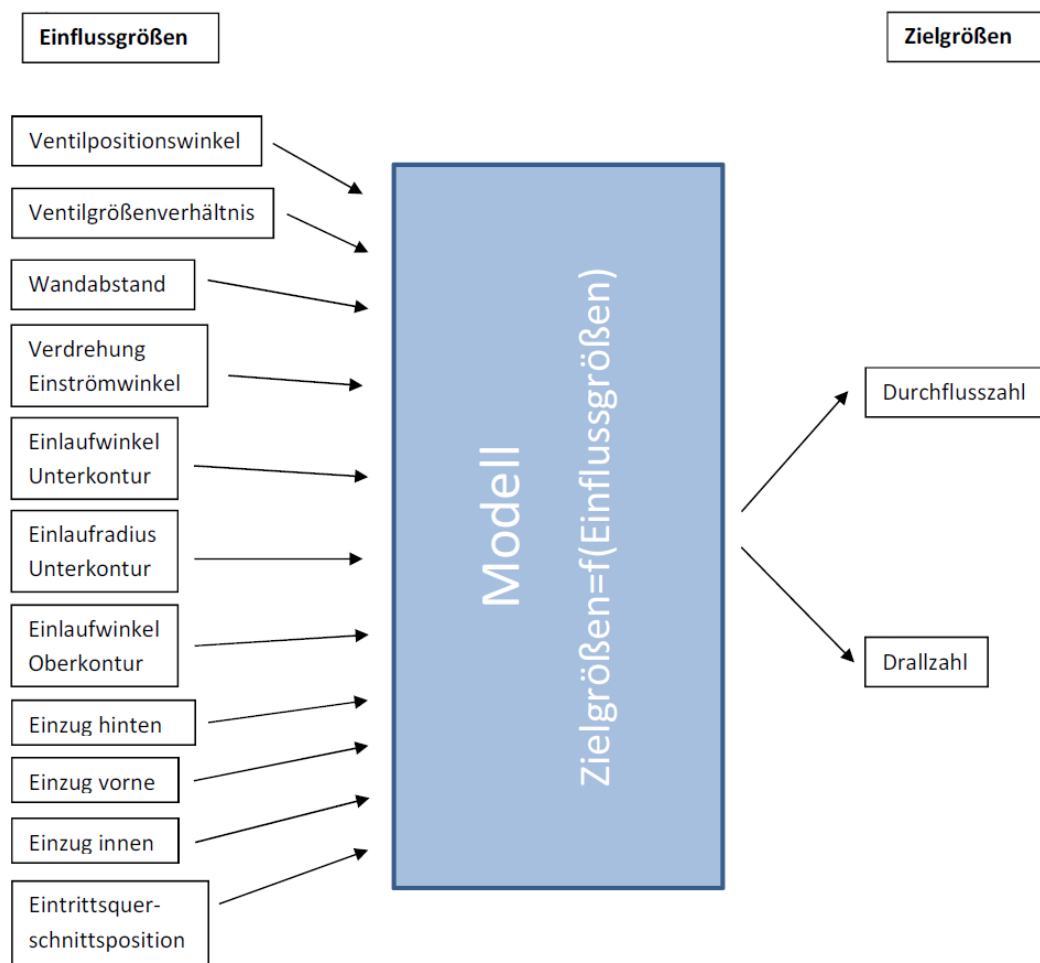 Einflussgrößen
Zielgrößen
Ventilpositionswinkel
Ventilgrößenverhältnis
Wandabstand
Verdrehung
Einströmwinkel
Einlaufwinkel
Unterkontur
Einlaufradius
Unterkontur
Einlaufwinkel
Oberkontur
Einzug hinten
Einzug vorne
Einzug innen
Eintrittsquer-
schnittsposition
Modell
Zielgrößen=f(Einflussgrößen)
Durchflusszahl
Drallzahl